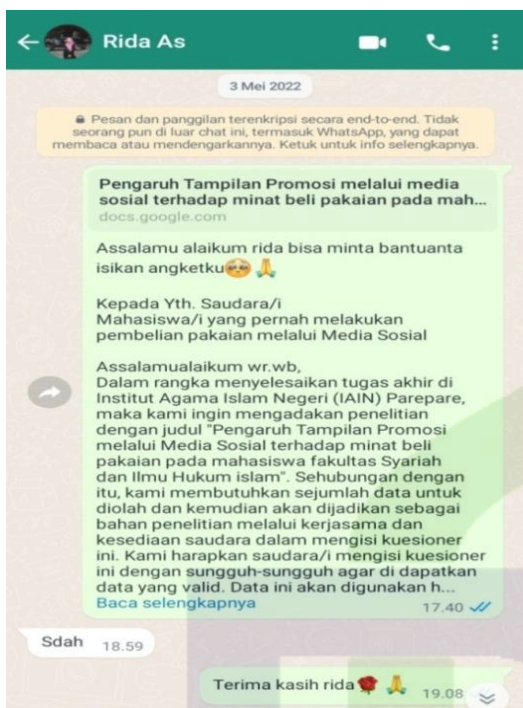 Rida As
3 Mei 2022
Pesan dan panggilan terenkripsi secara end-to-end. Tidak
seorang pun di luar chat ini, termasuk WhatsApp, yang dapat
membaca atau mendengarkannya. Ketuk untuk info selengkapnya.
Pengaruh Tampilan Promosi melalui media
sosial terhadap minat beli pakaian pada mah...
docs.google.com
Assalamu alaikum rida bisa minta bantuanta
isikan angketku🥺🙏
Kepada Yth. Saudara/i
Mahasiswa/i yang pernah melakukan
pembelian pakaian melalui Media Sosial
Assalamualaikum wr.wb,
Dalam rangka menyelesaikan tugas akhir di
Institut Agama Islam Negeri (IAIN) Parepare,
maka kami ingin mengadakan penelitian
dengan judul "Pengaruh Tampilan Promosi
melalui Media Sosial terhadap minat beli
pakaian pada mahasiswa fakultas Syariah
dan Ilmu Hukum islam". Sehubungan dengan
itu, kami membutuhkan sejumlah data untuk
diolah dan kemudian akan dijadikan sebagai
bahan penelitian melalui kerjasama dan
kesediaan saudara dalam mengisi kuesioner
ini. Kami harapkan saudara/i mengisi kuesioner
ini dengan sungguh-sungguh agar di dapatkan
data yang valid. Data ini akan digunakan h...
Baca selengkapnya
17.40
Sdah 18.59
Terima kasih rida🌹🙏 19.08